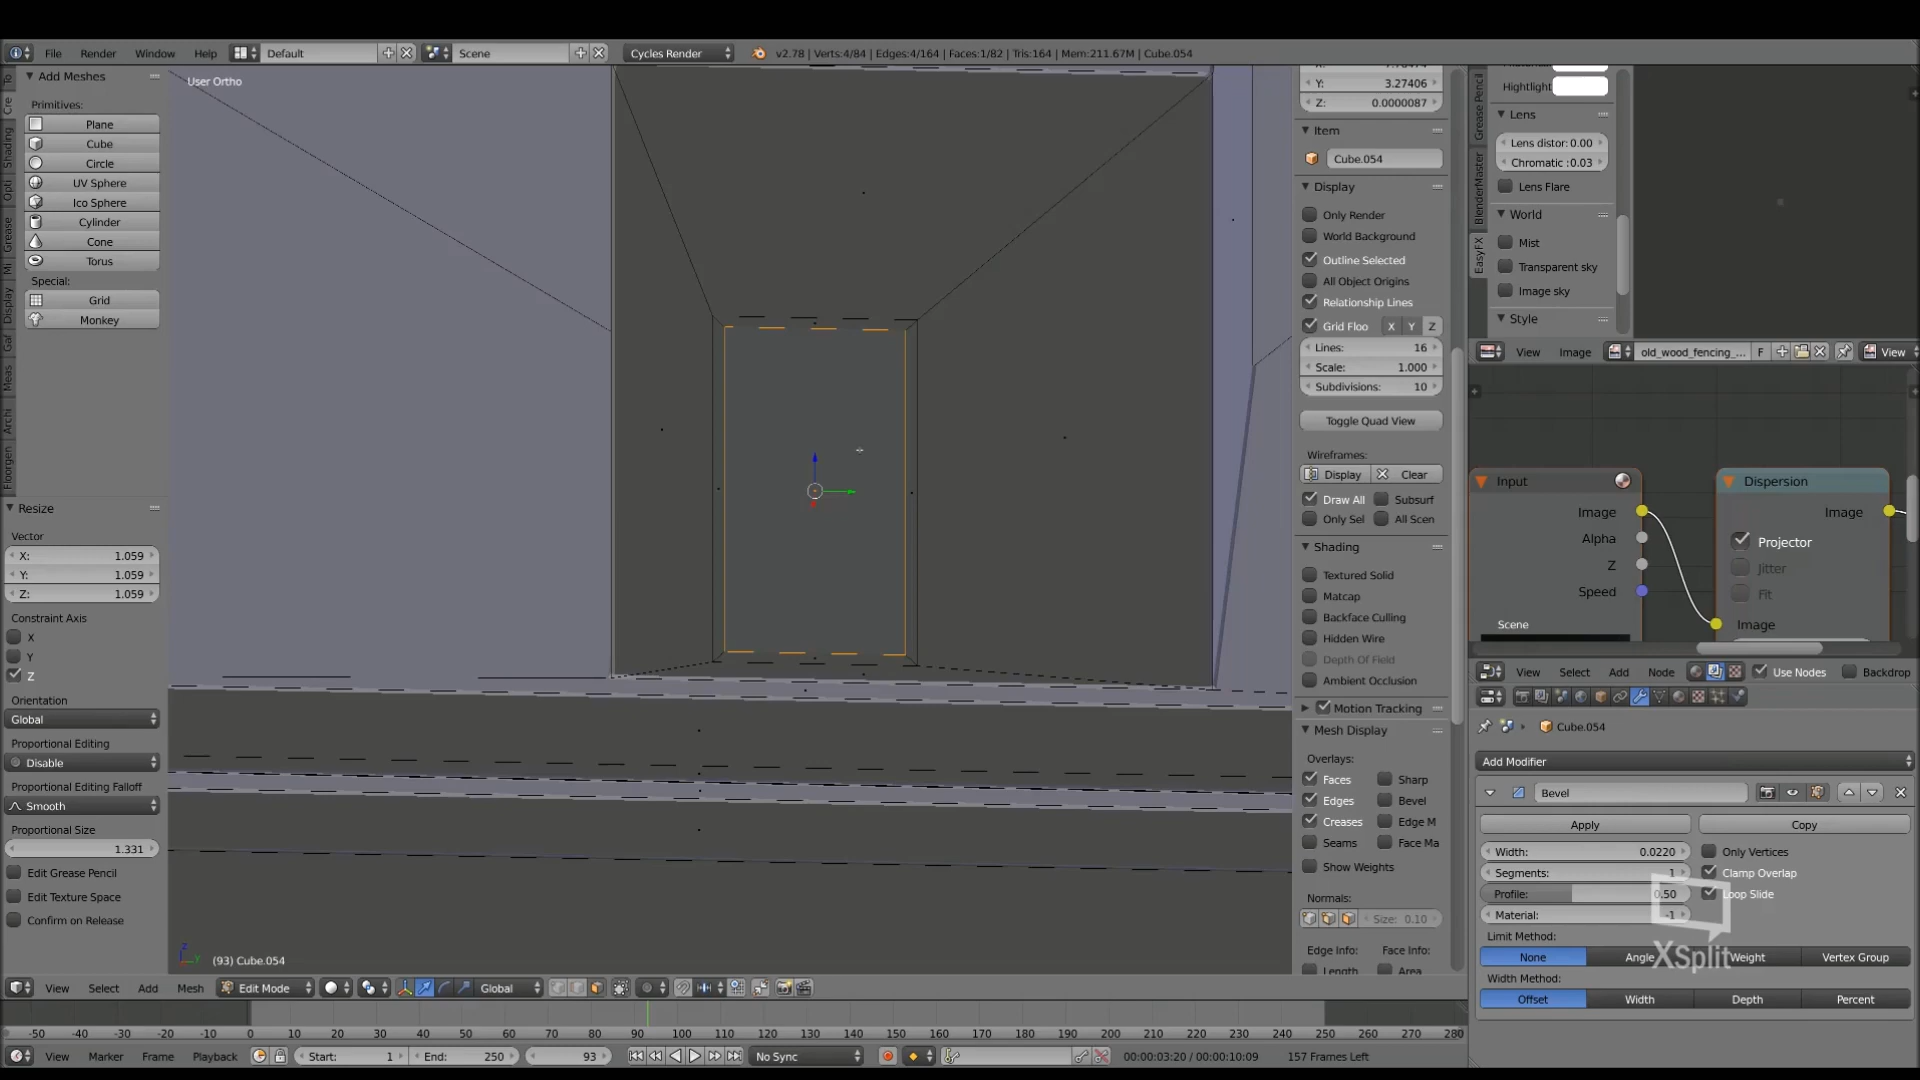 File Render Window Help Default Scene Cycles Render v2.78 | Verts:4/84 | Edges:4/164 | Faces:1/82 | Tris:164 | Mem:211.67M | Cube.054
Add Meshes
Primitives:
Plane
Cube
Circle
UV Sphere
Ico Sphere
Cylinder
Cone
Torus
Special:
Grid
Monkey
To
Cre
Shading
Opti
Grease
Mi
Display
Gaf
Meas
Archi
Floorgen
Resize
Vector
X: 1.059
Y: 1.059
Z: 1.059
Constraint Axis
X
Y
Z
Orientation
Global
Proportional Editing
Disable
Proportional Editing Falloff
Smooth
Proportional Size
1.331
Edit Grease Pencil
Edit Texture Space
Confirm on Release
User Ortho
Z
Y
(93) Cube.054
Y: 3.27406
Z: 0.0000087
Item
Cube.054
Display
Only Render
World Background
Outline Selected
All Object Origins
Relationship Lines
Grid Floo X Y Z
Lines: 16
Scale: 1.000
Subdivisions: 10
Toggle Quad View
Wireframes:
Display Clear
Draw All Subsurf
Only Sel All Scen
Shading
Textured Solid
Matcap
Backface Culling
Hidden Wire
Depth Of Field
Ambient Occlusion
Motion Tracking
Mesh Display
Overlays:
Faces Sharp
Edges Bevel
Creases Edge M
Seams Face Ma
Show Weights
Normals:
Size: 0.10
Edge Info: Face Info:
Length Area
Grease Pencil
BlenderMaster
EasyFX
Hightlight
Lens
Lens distor: 0.00
Chromatic :0.03
Lens Flare
World
Mist
Transparent sky
Image sky
Style
View Image old_wood_fencing_... F View
Input
Image
Alpha
Z
Speed
Scene
Dispersion
Image
Projector
Jitter
Fit
Image
View Select Add Node Use Nodes Backdrop
Cube.054
Add Modifier
Bevel
Apply Copy
Width: 0.0220 Only Vertices
Segments: 1 Clamp Overlap
Profile: 0.50 Loop Slide
Material: -1
Limit Method:
None Angle Weight Vertex Group
Width Method:
Offset Width Depth Percent
XSplit
View Select Add Mesh Edit Mode Global
-50 -40 -30 -20 -10 0 10 20 30 40 50 60 70 80 90 100 110 120 130 140 150 160 170 180 190 200 210 220 230 240 250 260 270 280
View Marker Frame Playback Start: 1 End: 250 93 No Sync 00:00:03:20 / 00:00:10:09 157 Frames Left